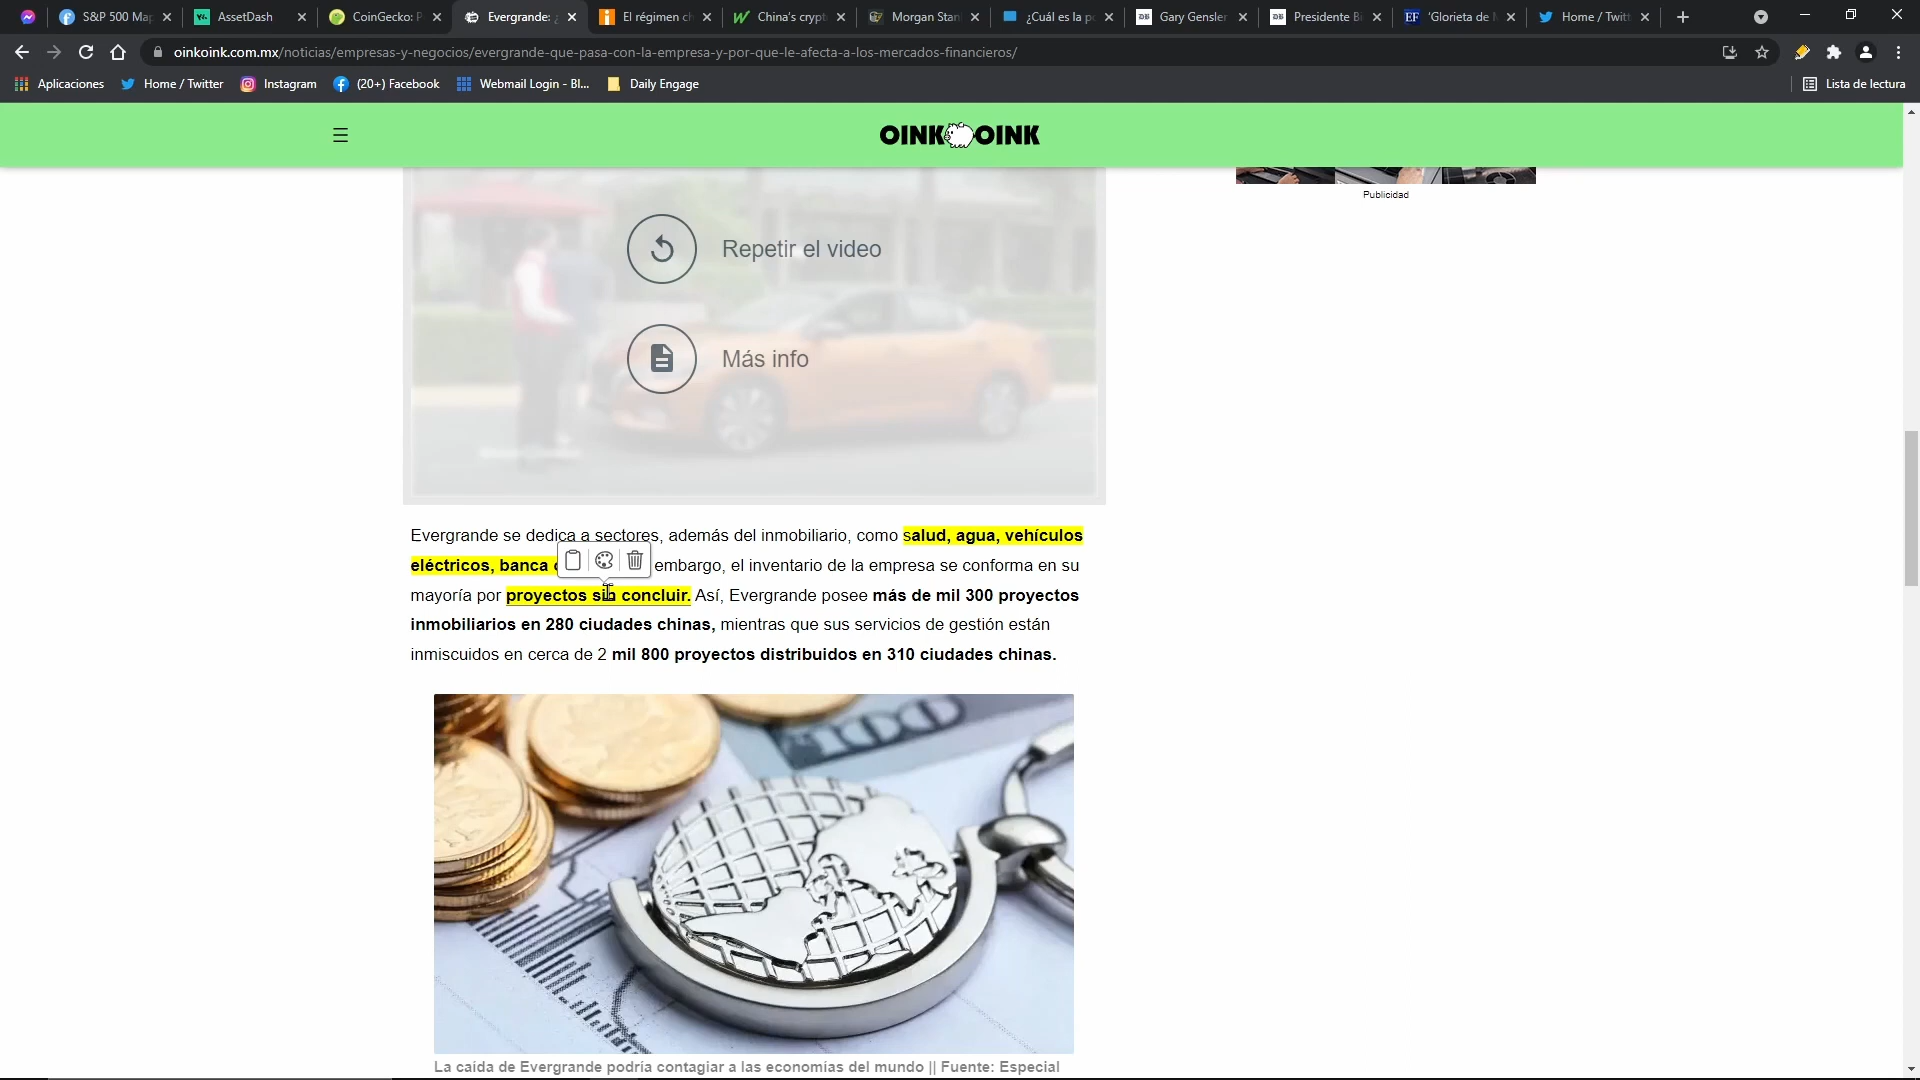 S&P 500 Map
AssetDash
CoinGecko: P
Evergrande: ¿
El régimen ch
China's crypt
Morgan Stan
¿Cuál es la p
Gary Gensler
Presidente Bi
'Glorieta de
Home / Twitt
oinkoink.com.mx/noticias/empresas-y-negocios/evergrande-que-pasa-con-la-empresa-y-por-que-le-afecta-a-los-mercados-financieros/
Aplicaciones
Home / Twitter
Instagram
(20+) Facebook
Webmail Login - Bl...
Daily Engage
Lista de lectura
OINK OINK
Publicidad
Repetir el video
Más info
Evergrande se dedica a sectores, además del inmobiliario, como salud, agua, vehículos
eléctricos, banca embargo, el inventario de la empresa se conforma en su
mayoría por proyectos sin concluir. Así, Evergrande posee más de mil 300 proyectos
inmobiliarios en 280 ciudades chinas, mientras que sus servicios de gestión están
inmiscuidos en cerca de 2 mil 800 proyectos distribuidos en 310 ciudades chinas.
100
La caída de Evergrande podría contagiar a las economías del mundo || Fuente: Especial